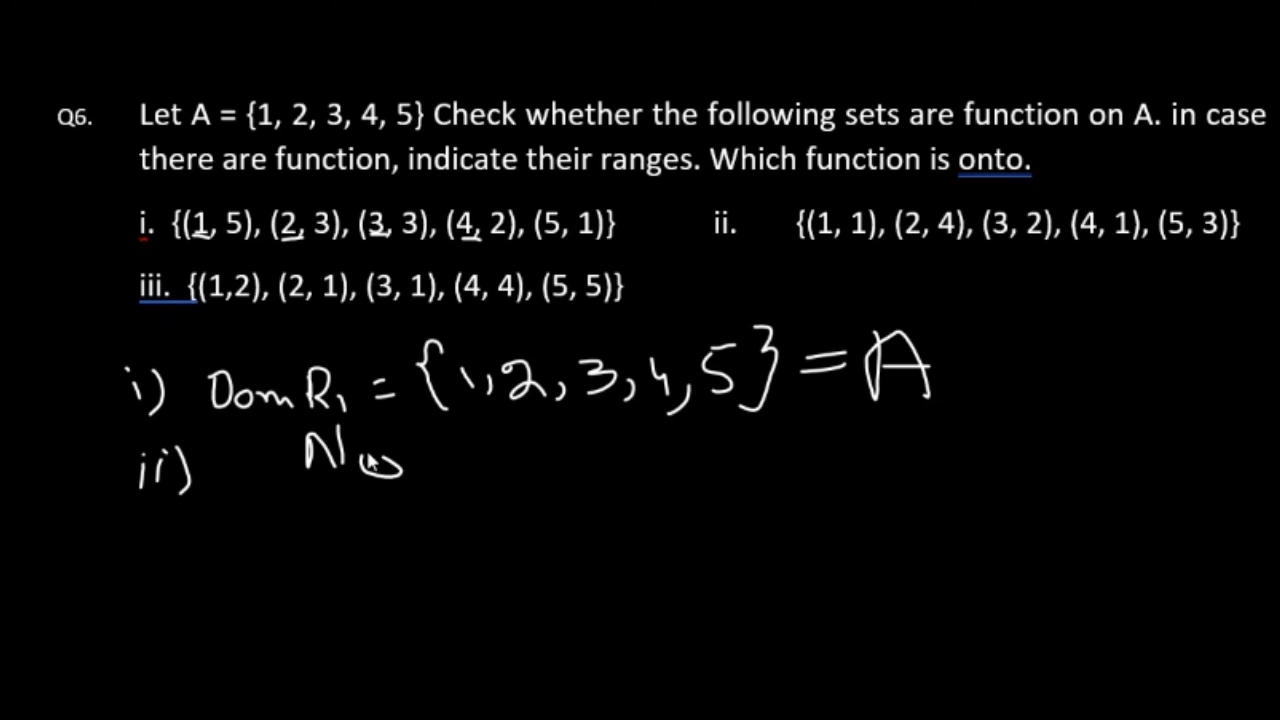 Q6. Let A = {1, 2, 3, 4, 5} Check whether the following sets are function on A. in case
there are function, indicate their ranges. Which function is onto.
i. {(1, 5), (2, 3), (3, 3), (4, 2), (5, 1)} ii. {(1, 1), (2, 4), (3, 2), (4, 1), (5, 3)}
iii. {(1,2), (2, 1), (3, 1), (4, 4), (5, 5)}
i) Dom R₁ = {1, 2, 3, 4, 5} = A
ii) N